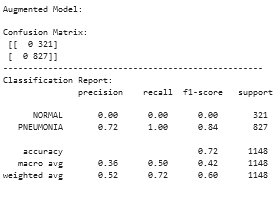 Augmented Model:
Confusion Matrix:
[[ 0 321]
[ 0 827]]
----------------------------------------------------
Classification Report:
precision recall f1-score support
NORMAL 0.00 0.00 0.00 321
PNEUMONIA 0.72 1.00 0.84 827
accuracy 0.72 1148
macro avg 0.36 0.50 0.42 1148
weighted avg 0.52 0.72 0.60 1148